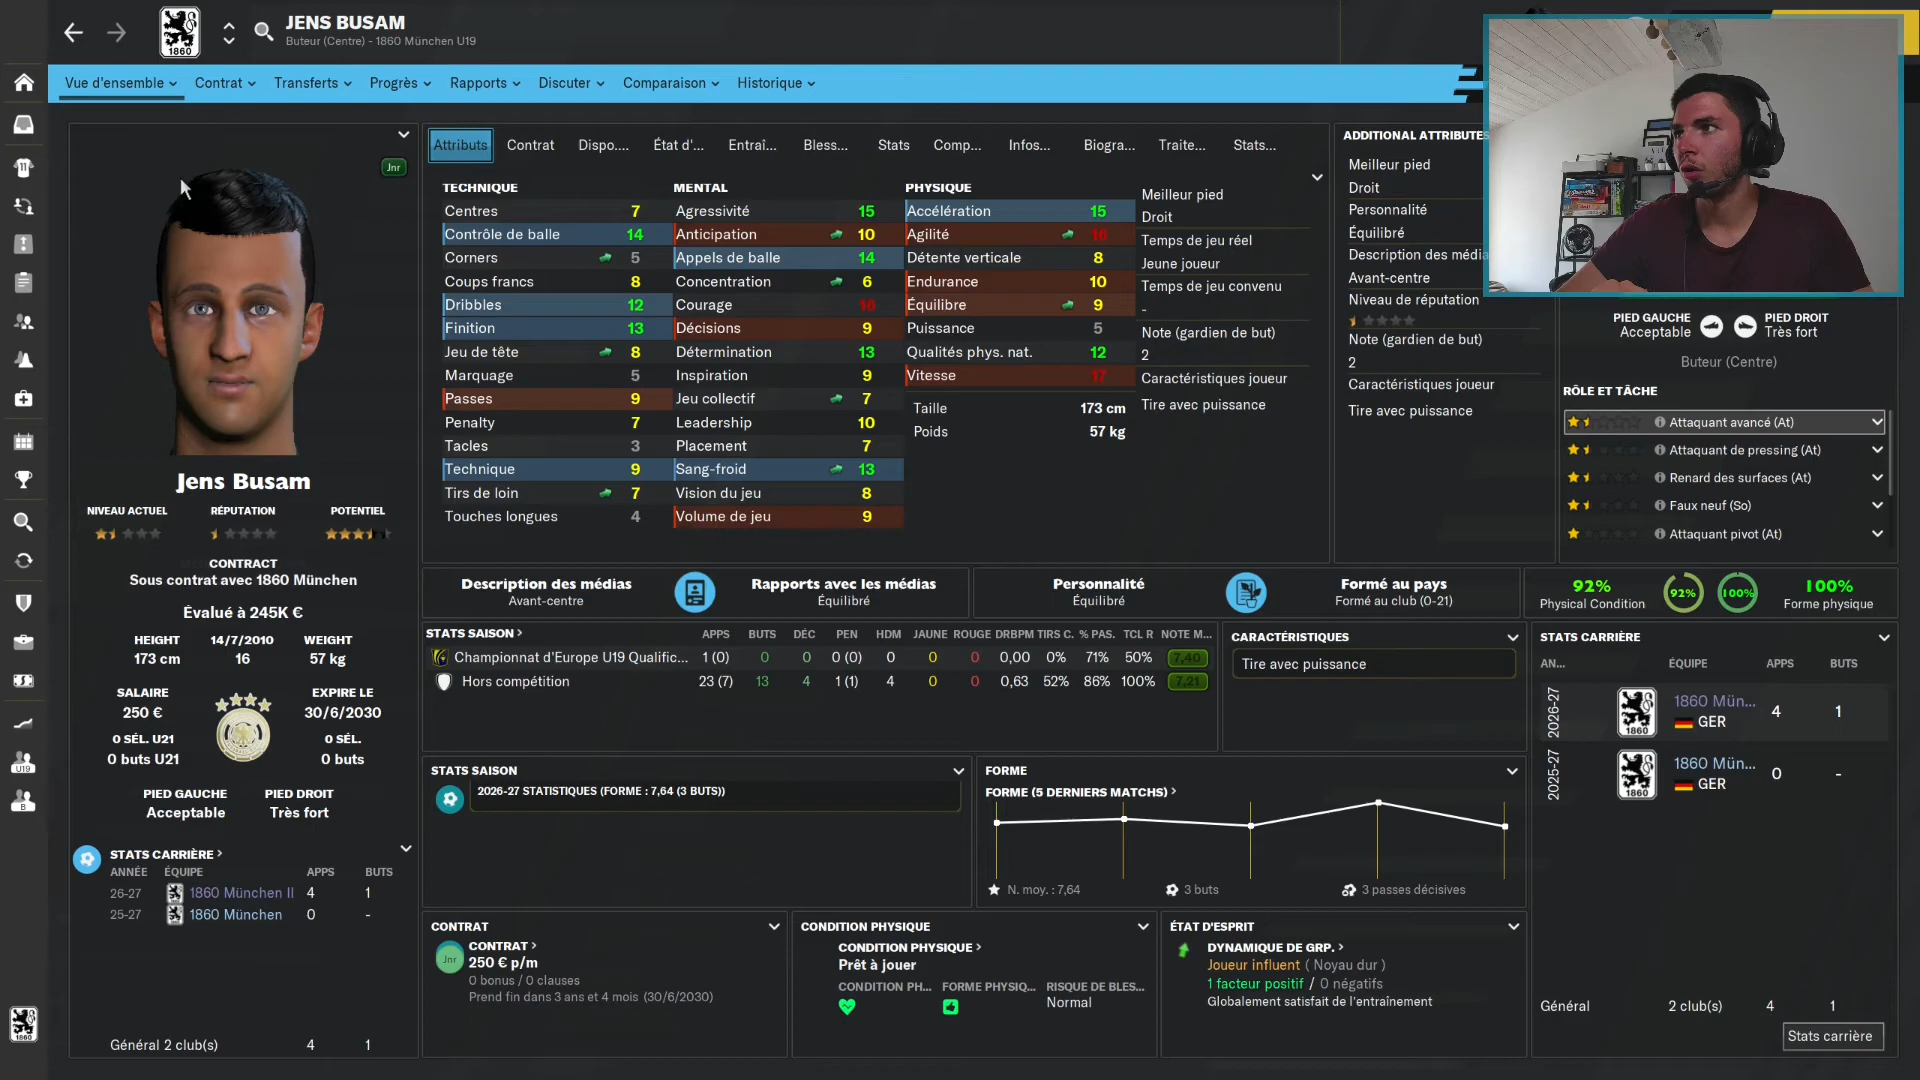 JENS BUSAM
Buteur (Centre) - 1860 München U19
Vue d'ensemble
Contrat
Transferts
Progrès
Rapports
Discuter
Comparaison
Historique
Jnr
Jens Busam
NIVEAU ACTUEL
RÉPUTATION
POTENTIEL
CONTRACT
Sous contrat avec 1860 München
Évalué à 245K €
HEIGHT 14/7/2010 WEIGHT
173 cm 16 57 kg
SALAIRE EXPIRE LE
250 € 30/6/2030
0 SÉL. U21 0 SÉL.
0 buts U21 0 buts
PIED GAUCHE PIED DROIT
Acceptable Très fort
STATS CARRIÈRE >
ANNÉE ÉQUIPE APPS BUTS
26-27 1860 München II 4 1
25-27 1860 München 0 -
Général 2 club(s) 4 1
Attributs Contrat Dispo.... État d'... Entraî... Bless... Stats Comp... Infos... Biogra... Traite... Stats...
TECHNIQUE
Centres 7
Contrôle de balle 14
Corners 5
Coups francs 8
Dribbles 12
Finition 13
Jeu de tête 8
Marquage 5
Passes 9
Penalty 7
Tacles 3
Technique 9
Tirs de loin 7
Touches longues 4
MENTAL
Agressivité 15
Anticipation 10
Appels de balle 14
Concentration 6
Courage 16
Décisions 9
Détermination 13
Inspiration 9
Jeu collectif 7
Leadership 10
Placement 7
Sang-froid 13
Vision du jeu 8
Volume de jeu 9
PHYSIQUE
Accélération 15
Agilité 16
Détente verticale 8
Endurance 10
Équilibre 9
Puissance 5
Qualités phys. nat. 12
Vitesse 17
Taille 173 cm
Poids 57 kg
Meilleur pied
Droit
Temps de jeu réel
Jeune joueur
Temps de jeu convenu
-
Note (gardien de but)
2
Caractéristiques joueur
Tire avec puissance
ADDITIONAL ATTRIBUTES
Meilleur pied
Droit
Personnalité
Équilibré
Description des média
Avant-centre
Niveau de réputation
Note (gardien de but)
2
Caractéristiques joueur
Tire avec puissance
PIED GAUCHE PIED DROIT
Acceptable Très fort
Buteur (Centre)
RÔLE ET TÂCHE
Attaquant avancé (At)
Attaquant de pressing (At)
Renard des surfaces (At)
Faux neuf (So)
Attaquant pivot (At)
Description des médias
Avant-centre
Rapports avec les médias
Équilibré
Personnalité
Équilibré
Formé au pays
Formé au club (0-21)
92%
Physical Condition
92%
100%
100%
Forme physique
STATS SAISON > APPS BUTS DÉC PEN HDM JAUNE ROUGE DRBPM TIRS C. % PAS. TCL R NOTE M...
Championnat d'Europe U19 Qualific... 1 (0) 0 0 0 (0) 0 0 0 0,00 0% 71% 50% 7,40
Hors compétition 23 (7) 13 4 1 (1) 4 0 0 0,63 52% 86% 100% 7,21
CARACTÉRISTIQUES
Tire avec puissance
STATS CARRIÈRE
AN... ÉQUIPE APPS BUTS
2026-27 1860 Mün... 4 1
GER
2025-27 1860 Mün... 0 -
GER
Général 2 club(s) 4 1
Stats carrière
STATS SAISON
2026-27 STATISTIQUES (FORME : 7,64 (3 BUTS))
FORME
FORME (5 DERNIERS MATCHS) >
N. moy. : 7,64
3 buts
3 passes décisives
CONTRAT
Jnr
CONTRAT >
250 € p/m
0 bonus / 0 clauses
Prend fin dans 3 ans et 4 mois (30/6/2030)
CONDITION PHYSIQUE
CONDITION PHYSIQUE >
Prêt à jouer
CONDITION PH... FORME PHYSIQ... RISQUE DE BLES...
Normal
ÉTAT D'ESPRIT
DYNAMIQUE DE GRP. >
Joueur influent ( Noyau dur )
1 facteur positif / 0 négatifs
Globalement satisfait de l'entraînement